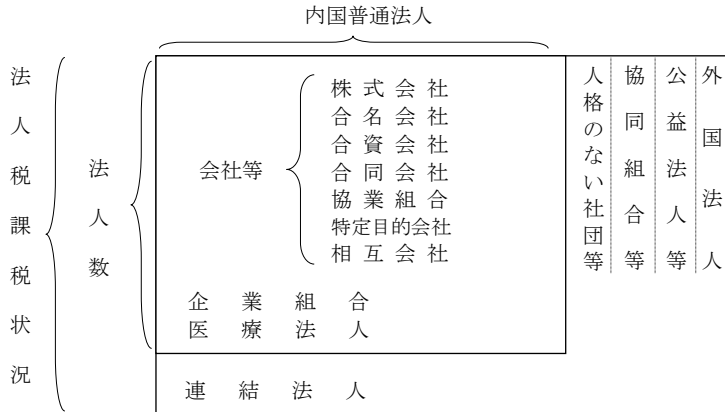 内国普通法人
法人税課税状況
法人数
会社等
株式会社
合名会社
合資会社
合同会社
協業組合
特定目的会社
相互会社
企業組合
医療法人
連結法人
人格のない社団等
協同組合等
公益法人等
外国法人